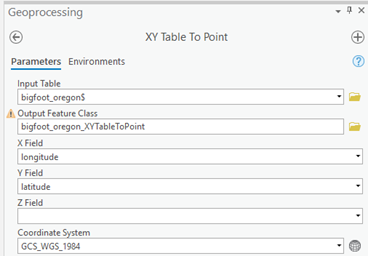 Geoprocessing
XY Table To Point
Parameters Environments
Input Table
bigfoot_oregon$
Output Feature Class
bigfoot_oregon_XYTableToPoint
X Field
longitude
Y Field
latitude
Z Field
Coordinate System
GCS_WGS_1984